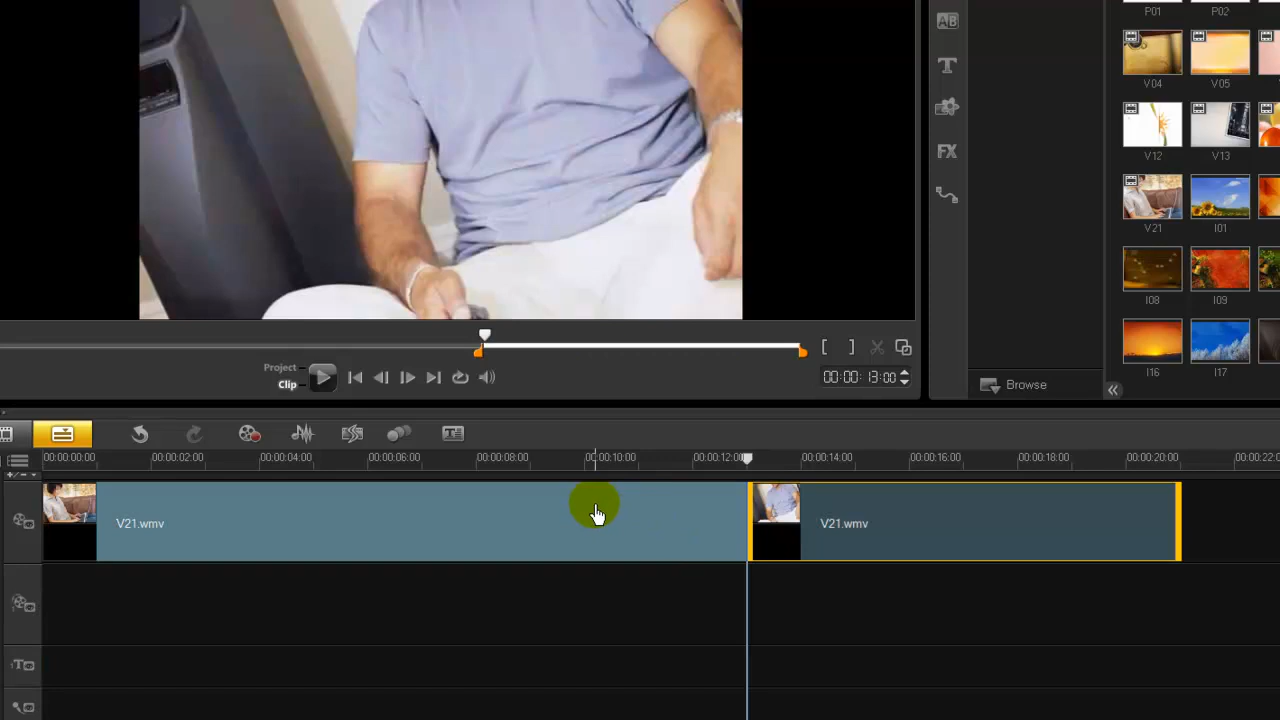 P01 P02
AB
T
V04 V05
V12 V13
FX
V21 I01
I08 I09
I16 I17
Project
Clip
[ ]
00:00:13:00
Browse
00:00:00:00 00:00:02:00 00:00:04:00 00:00:06:00 00:00:08:00 00:00:10:00 00:00:12:00 00:00:14:00 00:00:16:00 00:00:18:00 00:00:20:00 00:00:22:0
V21.wmv V21.wmv
1T